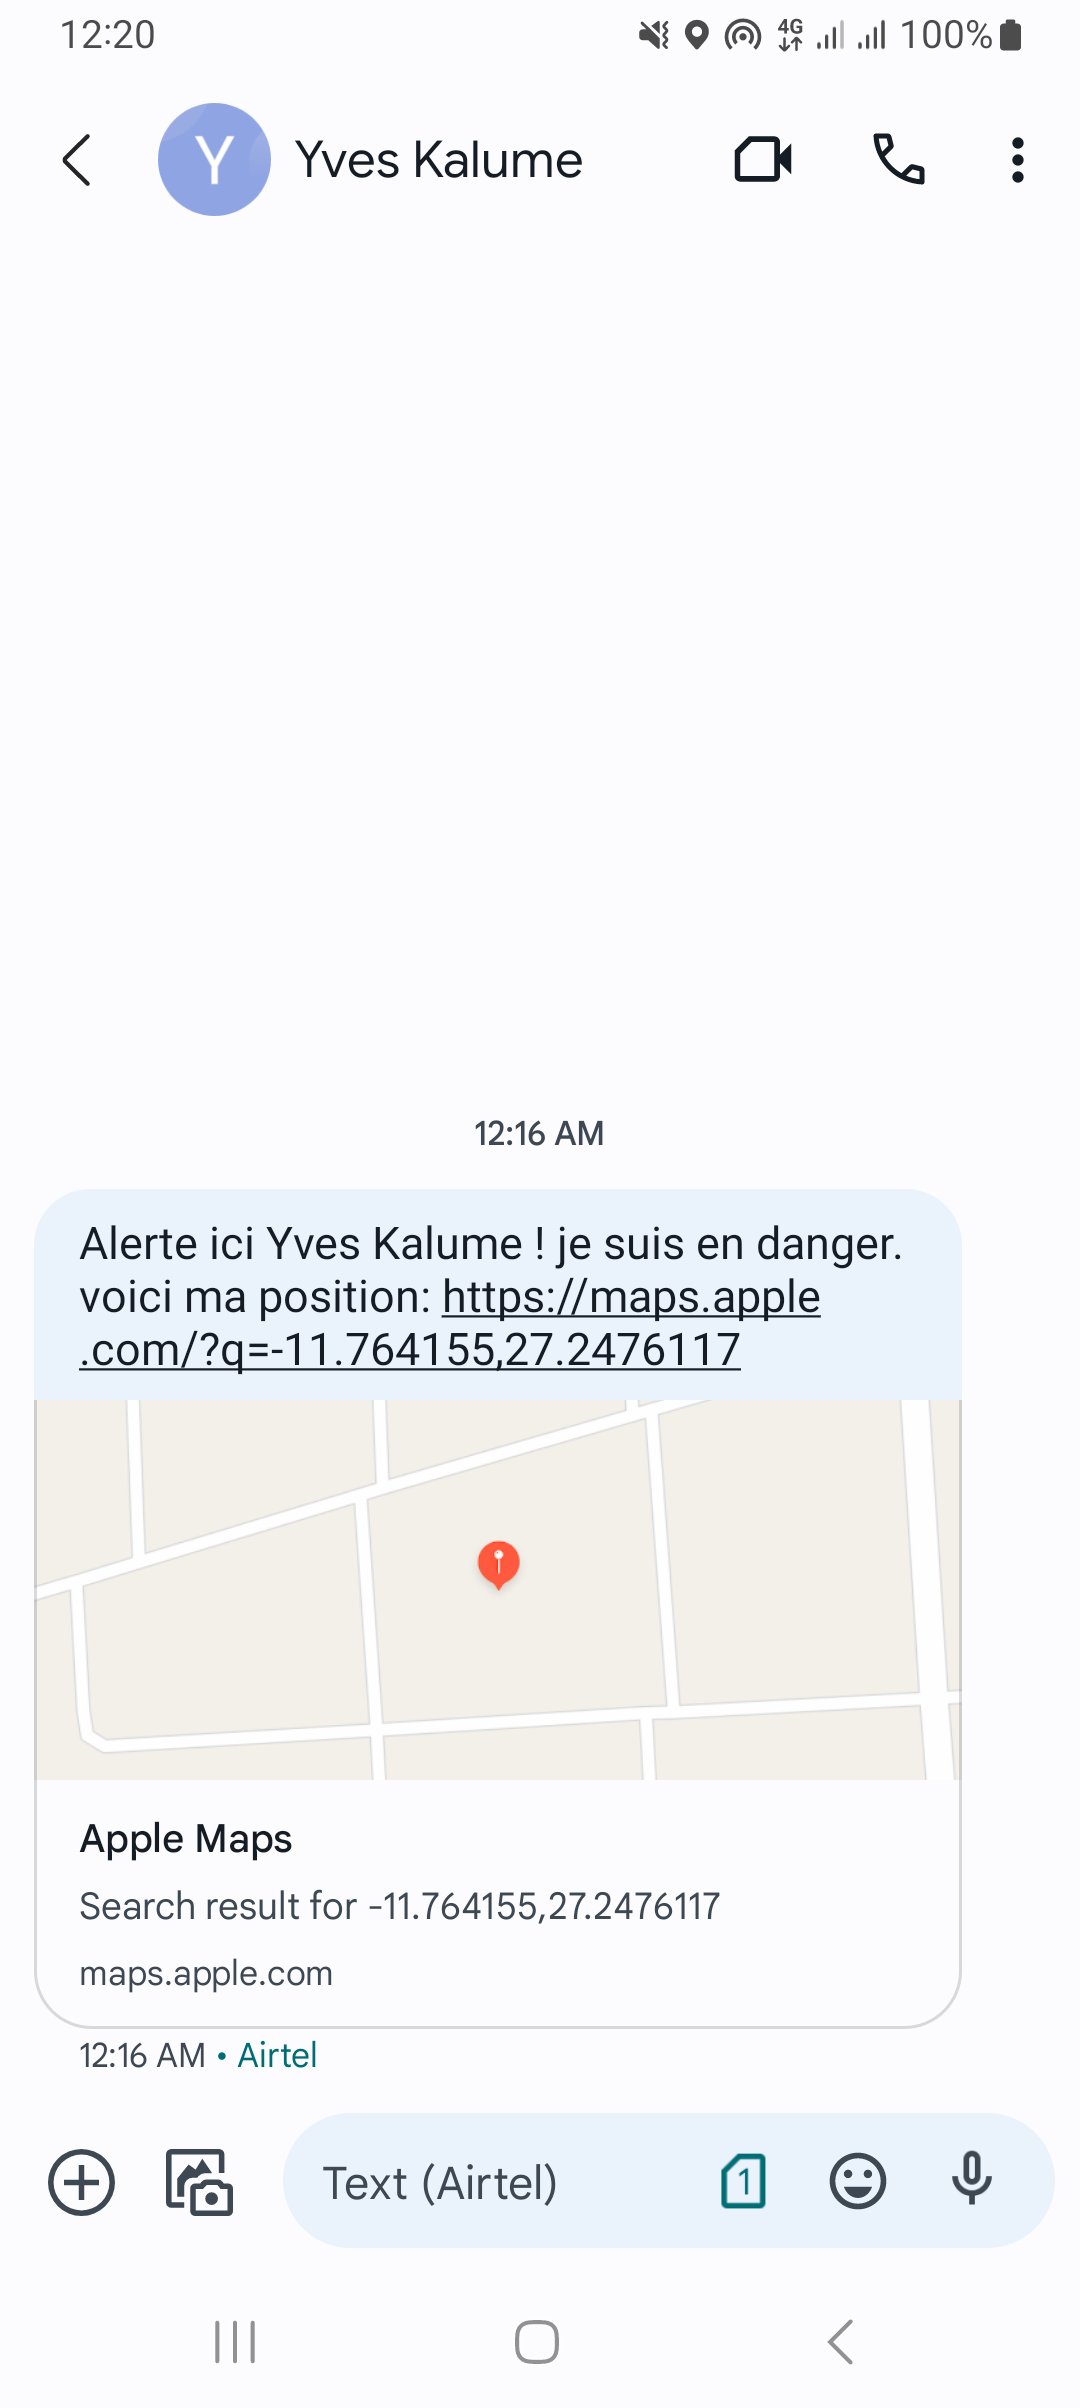 12:20
4G
100%
Y
Yves Kalume
12:16 AM
Alerte ici Yves Kalume ! je suis en danger.
voici ma position: https://maps.apple
.com/?q=-11.764155,27.2476117
Apple Maps
Search result for -11.764155,27.2476117
maps.apple.com
12:16 AM • Airtel
Text (Airtel)
1